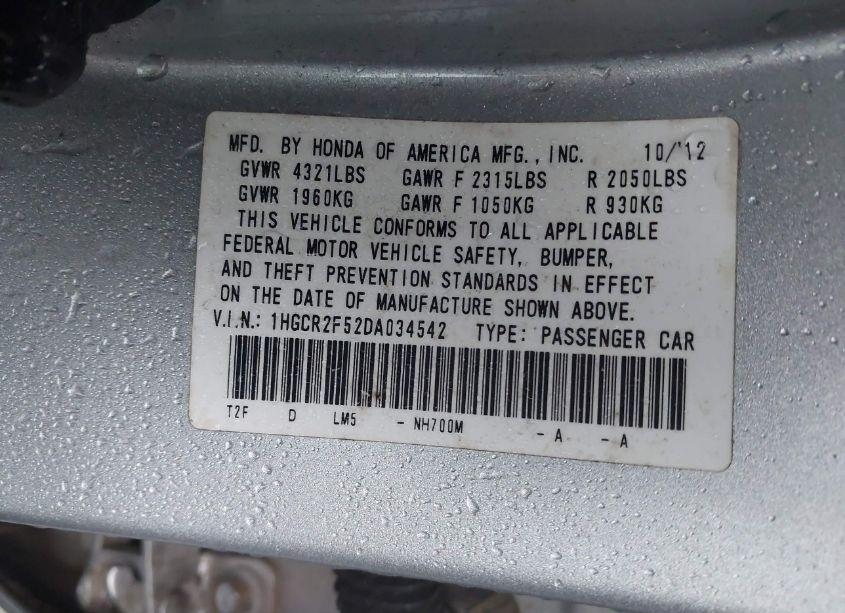 MFD. BY HONDA OF AMERICA MFG., INC. 10/'12
GVWR 4321LBS GAWR F 2315LBS R 2050LBS
GVWR 1960KG GAWR F 1050KG R 930KG
THIS VEHICLE CONFORMS TO ALL APPLICABLE
FEDERAL MOTOR VEHICLE SAFETY, BUMPER,
AND THEFT PREVENTION STANDARDS IN EFFECT
ON THE DATE OF MANUFACTURE SHOWN ABOVE.
V.I.N.: 1HGCR2F52DA034542 TYPE: PASSENGER CAR
T2F D LM5 - NH700M - A - A